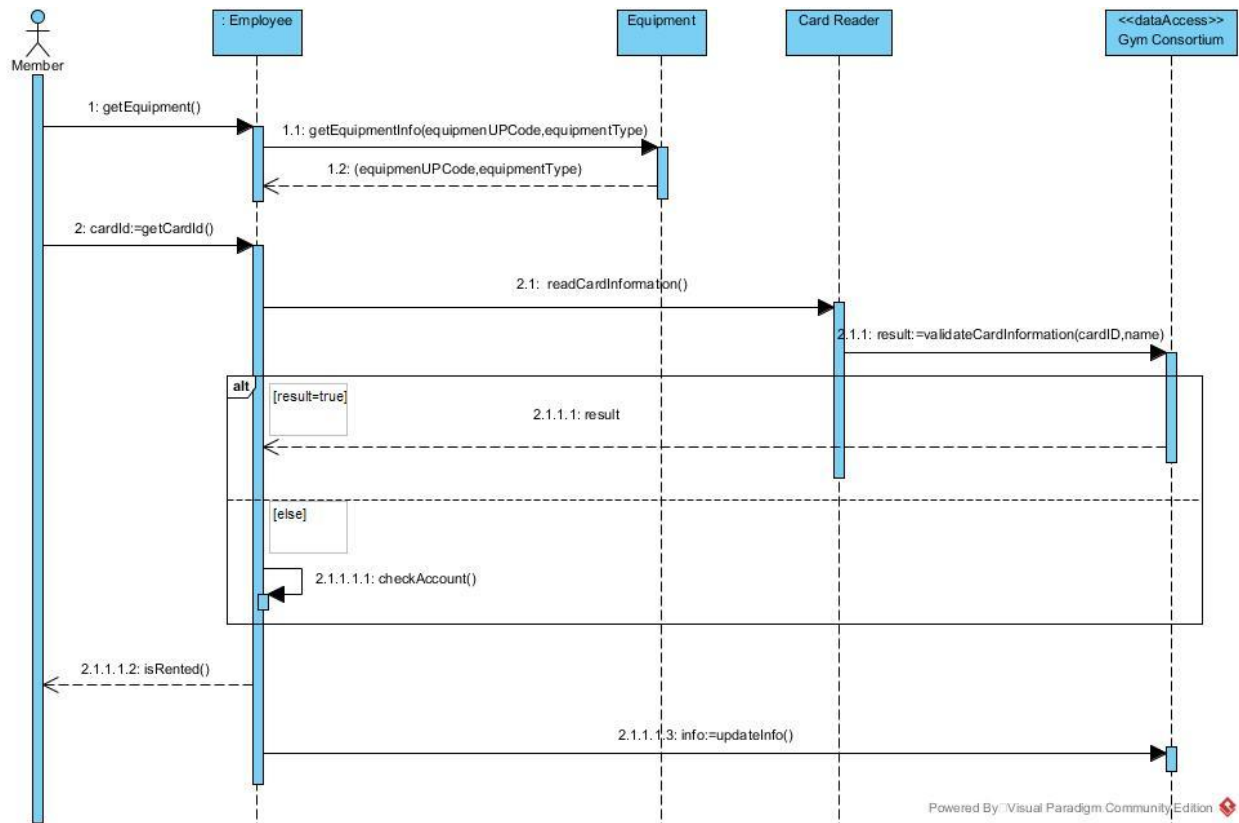 : Employee
Equipment
Card Reader
<<dataAccess>>
Gym Consortium
Member
1: getEquipment()
1.1: getEquipmentInfo(equipmenUPCode,equipmentType)
1.2: (equipmenUPCode,equipmentType)
2: cardId:=getCardId()
2.1: readCardInformation()
2.1.1: result:=validateCardInformation(cardID,name)
alt
[result=true]
2.1.1.1: result
[else]
2.1.1.1.1: checkAccount()
2.1.1.1.2: isRented()
2.1.1.1.3: info:=updateInfo()
Powered By Visual Paradigm Community Edition